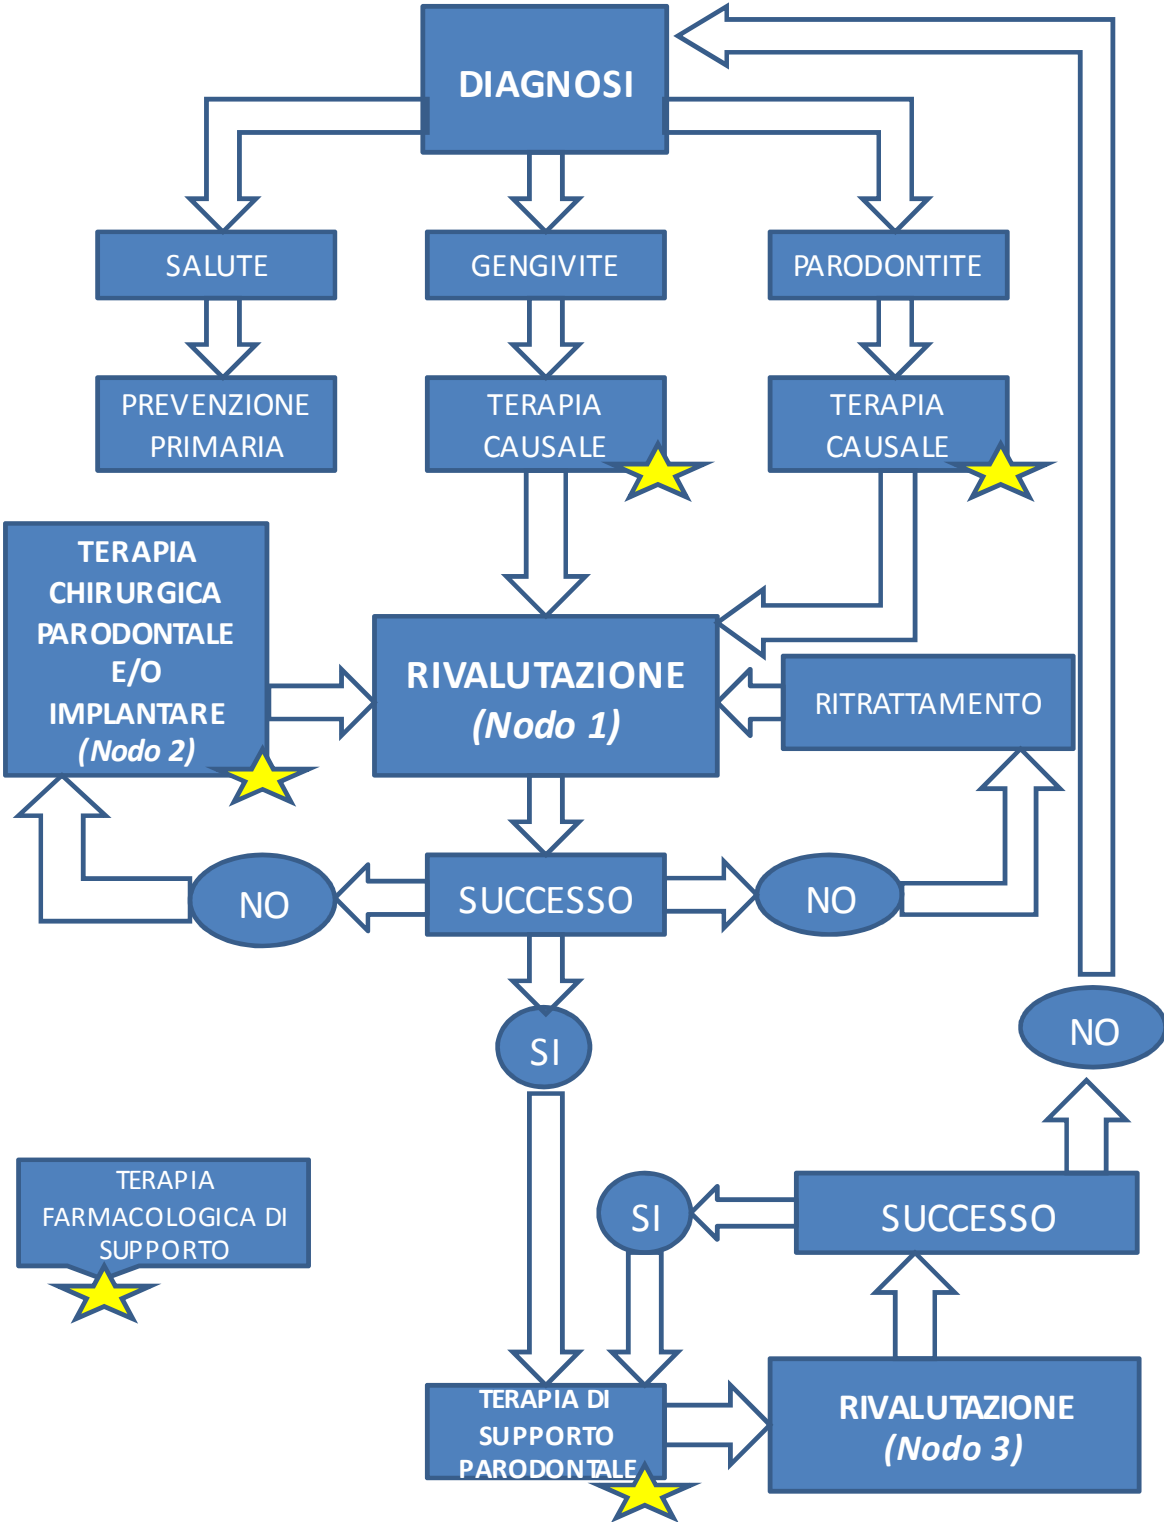 DIAGNOSI
SALUTE
GENGIVITE
PARODONTITE
PREVENZIONE
PRIMARIA
TERAPIA
CAUSALE
TERAPIA
CAUSALE
TERAPIA
CHIRURGICA
PARODONTALE
E/O
IMPLANTARE
(Nodo 2)
RIVALUTAZIONE
(Nodo 1)
RITRATTAMENTO
NO
SUCCESSO
NO
SI
NO
TERAPIA
FARMACOLOGICA DI
SUPPORTO
SI
SUCCESSO
TERAPIA DI
SUPPORTO
PARODONTALE
RIVALUTAZIONE
(Nodo 3)